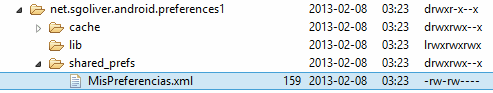 net.sgoliver.android.preferences1 2013-02-08 03:23 drwxr-x--x
cache 2013-02-08 03:23 drwxrwx--x
lib 2013-02-08 03:23 lrwxrwxrwx
shared_prefs 2013-02-08 03:23 drwxrwx--x
MisPreferencias.xml 159 2013-02-08 03:23 -rw-rw----